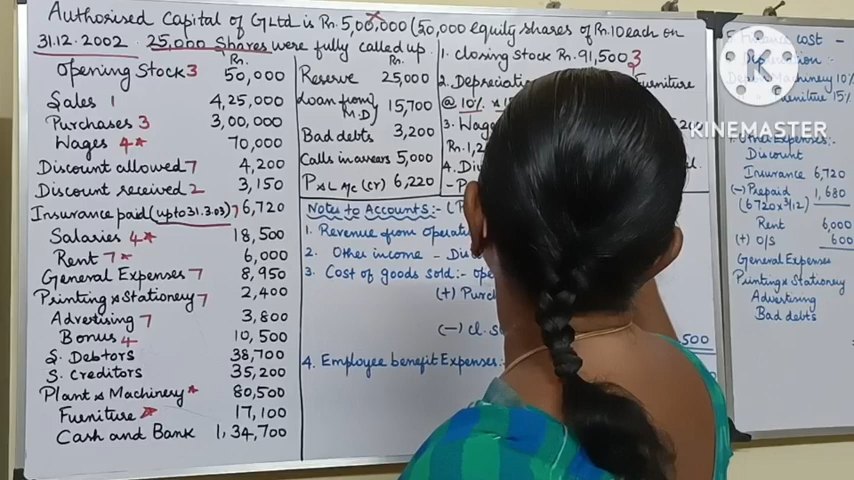 Authorised Capital of G Ltd is Rs. 5,00,000 (50,000 equity shares of Rs. 10 each on
31.12.2002. 25,000 Shares were fully called up.
Rs.
Opening Stock 3 50,000
Sales 1 4,25,000
Purchases 3 3,00,000
Wages 4* 70,000
Discount allowed 7 4,200
Discount received 2 3,150
Insurance paid (upto 31.3.03) 7 6,720
Salaries 4* 18,500
Rent 7* 6,000
General Expenses 7 8,950
Printing & Stationery 7 2,400
Advertising 7 3,800
Bonus 4 10,500
S. Debtors 38,700
S. Creditors 35,200
Plant & Machinery * 80,500
Furniture * 17,100
Cash and Bank 1,34,700
Rs.
Reserve 25,000
Loan from M.D } 15,700
Bad debts 3,200
Calls in arrears 5,000
P & L A/c (cr) 6,220
1. Closing Stock Rs. 91,500 3
2. Depreciatio Furniture
@ 10%
3. Wag
Rs. 1,2
4. Di
Notes to Accounts:-
1. Revenue from operati
2. Other income - Dis
3. Cost of goods sold:- ope
(+) Purc
(-) cl. s
500
4. Employee benefit Expenses:
5. Finance cost -
Depreciation:-
Machinery 10%
Furniture 15%
KINEMASTER
Other Expenses:-
Discount
Insurance 6,720
(-) Prepaid 1,680
(6720 x 3/12)
Rent 6,000
(+) O/S 600
General Expenses
Printing & Stationery
Advertising
Bad debts